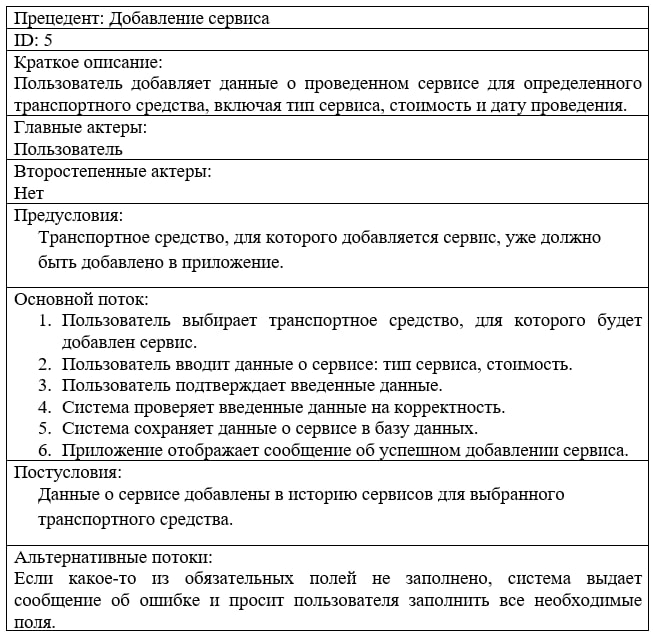 Прецедент: Добавление сервиса
ID: 5
Краткое описание:
Пользователь добавляет данные о проведенном сервисе для определенного
транспортного средства, включая тип сервиса, стоимость и дату проведения.
Главные актеры:
Пользователь
Второстепенные актеры:
Нет
Предусловия:
Транспортное средство, для которого добавляется сервис, уже должно
быть добавлено в приложение.
Основной поток:
1. Пользователь выбирает транспортное средство, для которого будет
добавлен сервис.
2. Пользователь вводит данные о сервисе: тип сервиса, стоимость.
3. Пользователь подтверждает введенные данные.
4. Система проверяет введенные данные на корректность.
5. Система сохраняет данные о сервисе в базу данных.
6. Приложение отображает сообщение об успешном добавлении сервиса.
Постусловия:
Данные о сервисе добавлены в историю сервисов для выбранного
транспортного средства.
Альтернативные потоки:
Если какое-то из обязательных полей не заполнено, система выдает
сообщение об ошибке и просит пользователя заполнить все необходимые
поля.